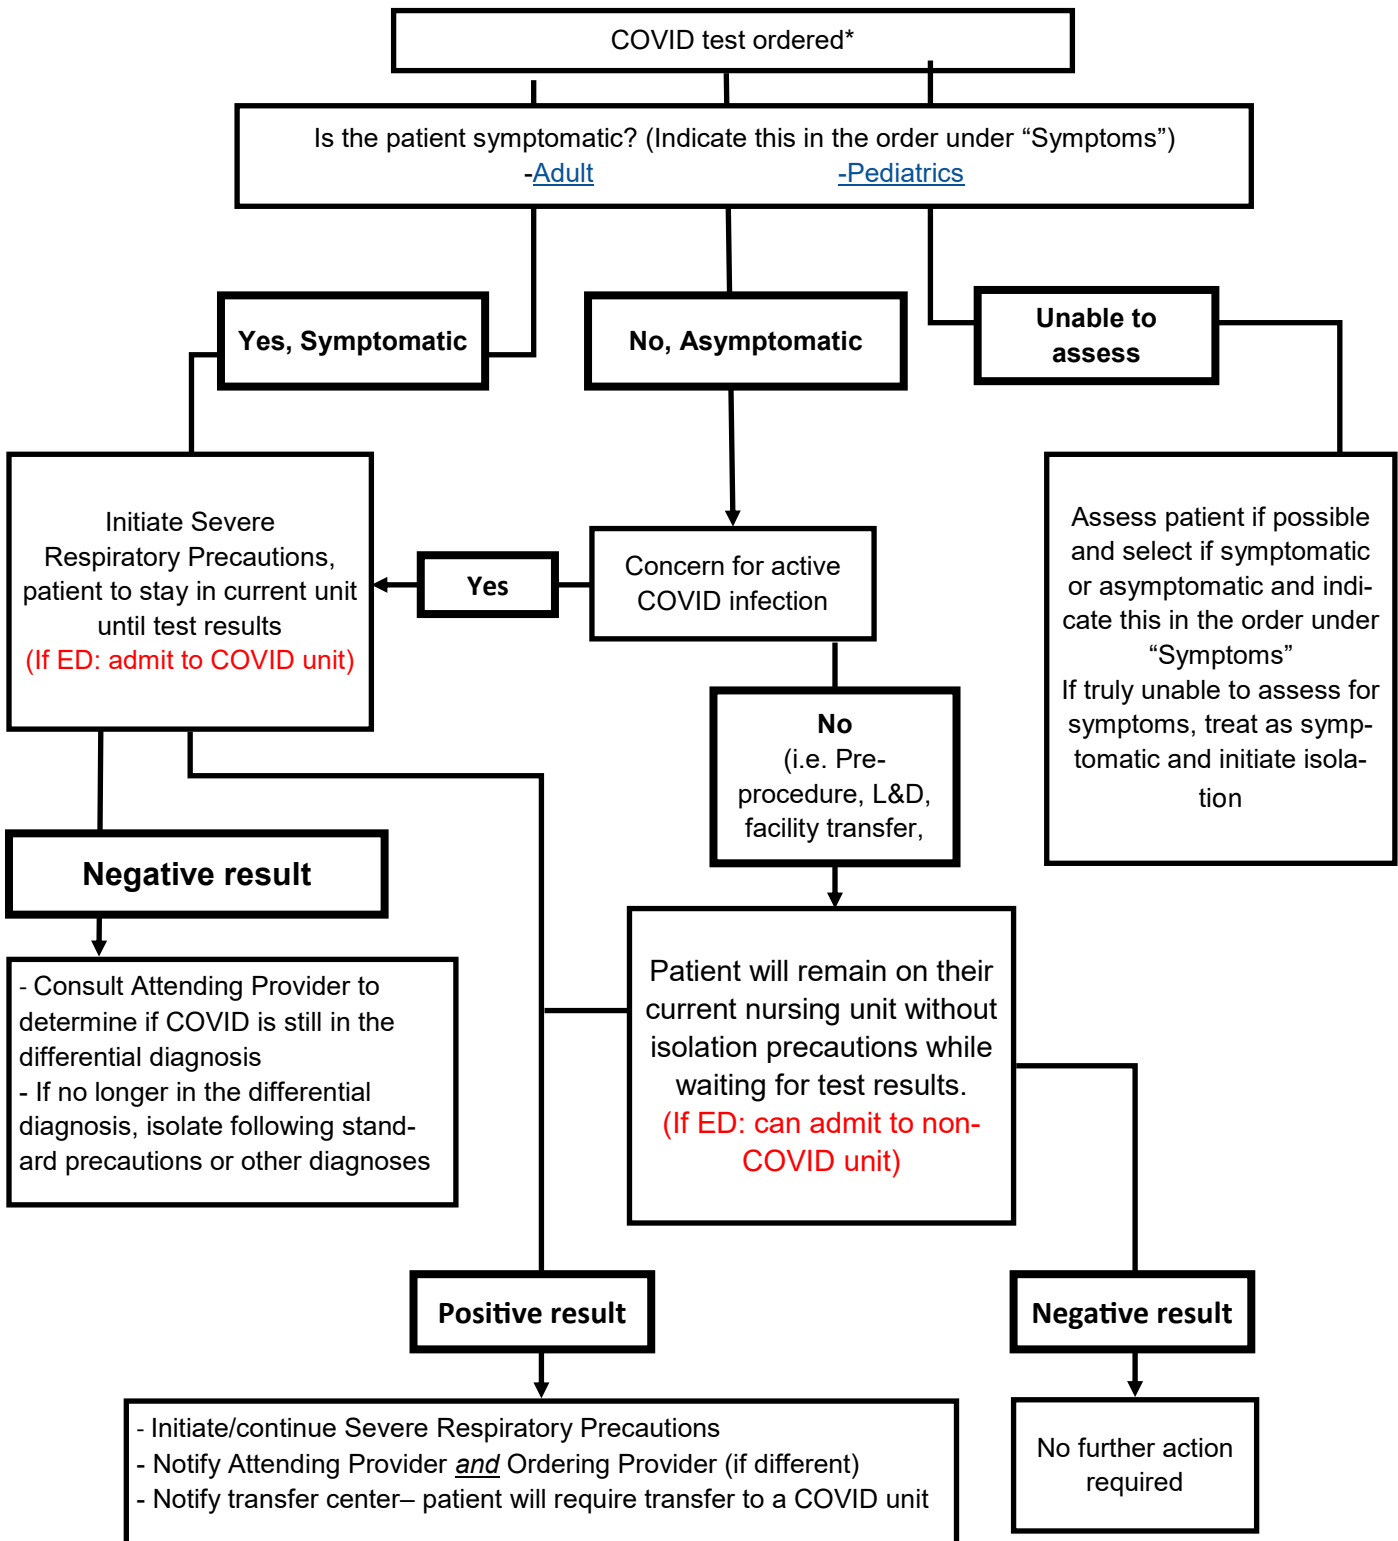 COVID test ordered*
Is the patient symptomatic? (Indicate this in the order under “Symptoms”)
-Adult
-Pediatrics
Yes, Symptomatic
No, Asymptomatic
Unable to
assess
Initiate Severe
Respiratory Precautions,
patient to stay in current unit
until test results
(If ED: admit to COVID unit)
Yes
Concern for active
COVID infection
Assess patient if possible
and select if symptomatic
or asymptomatic and indi-
cate this in the order under
“Symptoms”
If truly unable to assess for
symptoms, treat as symp-
tomatic and initiate isola-
tion
No
(i.e. Pre-
procedure, L&D,
facility transfer,
Negative result
- Consult Attending Provider to
determine if COVID is still in the
differential diagnosis
- If no longer in the differential
diagnosis, isolate following stand-
ard precautions or other diagnoses
Patient will remain on their
current nursing unit without
isolation precautions while
waiting for test results.
(If ED: can admit to non-
COVID unit)
Positive result
Negative result
- Initiate/continue Severe Respiratory Precautions
- Notify Attending Provider and Ordering Provider (if different)
- Notify transfer center– patient will require transfer to a COVID unit
No further action
required